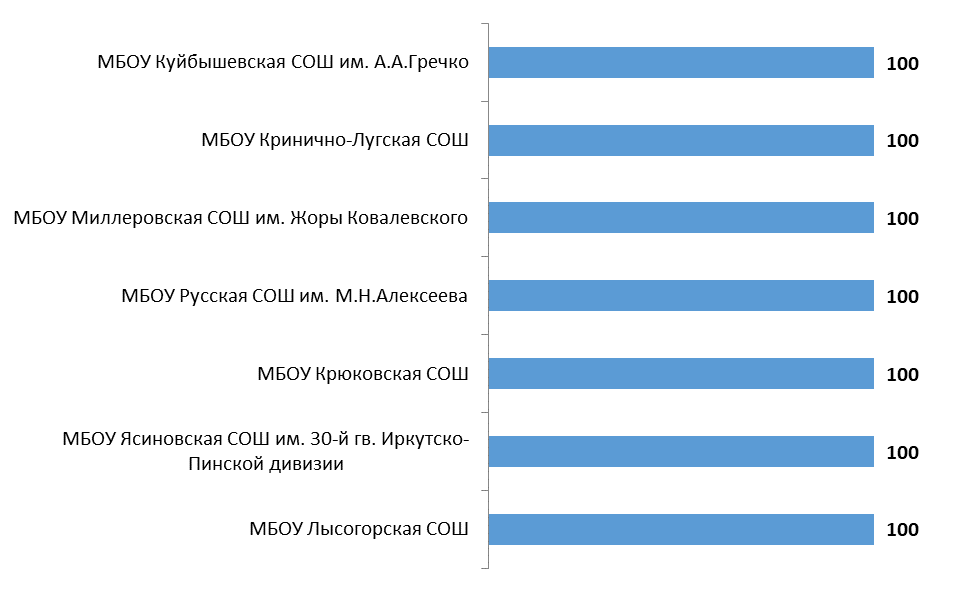 МБОУ Куйбышевская СОШ им. А.А.Гречко 100
МБОУ Кринично-Лугская СОШ 100
МБОУ Миллеровская СОШ им. Жоры Ковалевского 100
МБОУ Русская СОШ им. М.Н.Алексеева 100
МБОУ Крюковская СОШ 100
МБОУ Ясиновская СОШ им. 30-й гв. Иркутско-
Пинской дивизии 100
МБОУ Лысогорская СОШ 100